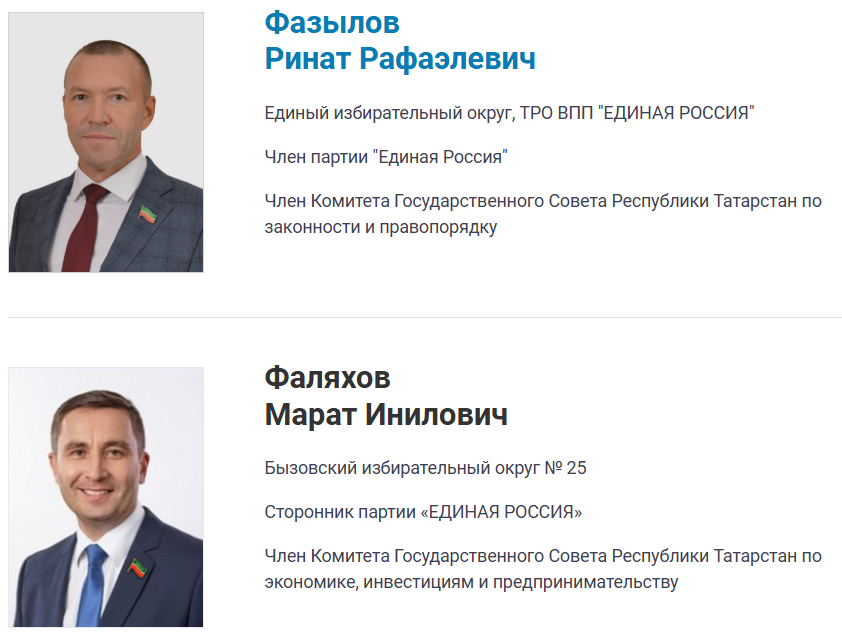 Фазылов
Ринат Рафаэлевич
Единый избирательный округ, ТРО ВПП "ЕДИНАЯ РОССИЯ"
Член партии "Единая Россия"
Член Комитета Государственного Совета Республики Татарстан по
законности и правопорядку
Фаляхов
Марат Инилович
Бызовский избирательный округ № 25
Сторонник партии «ЕДИНАЯ РОССИЯ»
Член Комитета Государственного Совета Республики Татарстан по
экономике, инвестициям и предпринимательству